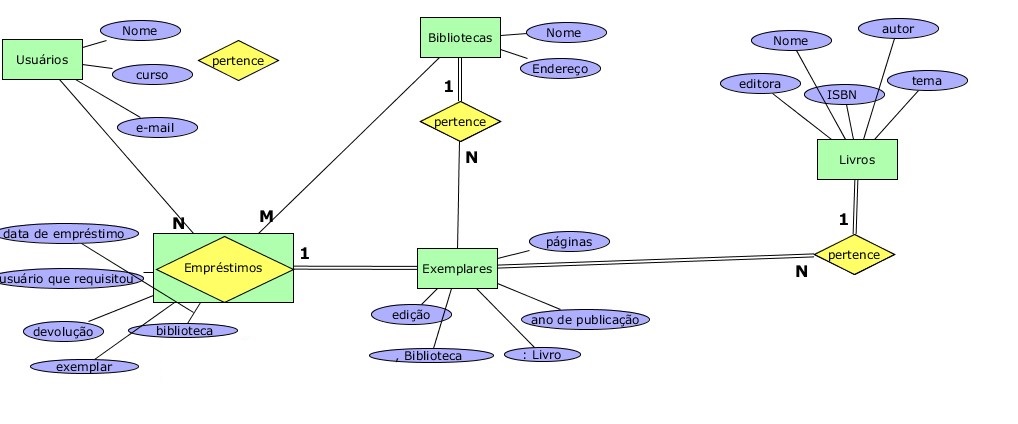 Nome
Usuários
pertence
curso
e-mail
Bibliotecas
Nome
Endereço
1
pertence
N
Nome
autor
editora
ISBN
tema
Livros
1
pertence
N
N
M
data de empréstimo
usuário que requisitou
Empréstimos
1
devolução
biblioteca
exemplar
Exemplares
páginas
edição
ano de publicação
, Biblioteca
: Livro